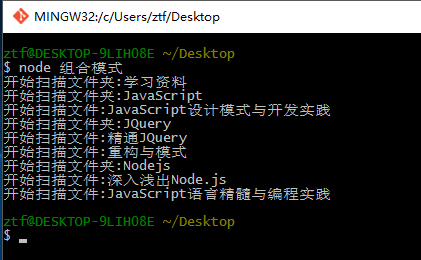 MINGW32:/c/Users/ztf/Desktop
ztf@DESKTOP-9LIH08E ~/Desktop
$ node 组合模式
开始扫描文件夹:学习资料
开始扫描文件夹:JavaScript
开始扫描文件:JavaScript设计模式与开发实践
开始扫描文件夹:JQuery
开始扫描文件:精通JQuery
开始扫描文件:重构与模式
开始扫描文件夹:Nodejs
开始扫描文件:深入浅出Node.js
开始扫描文件:JavaScript语言精髓与编程实践
ztf@DESKTOP-9LIH08E ~/Desktop
$